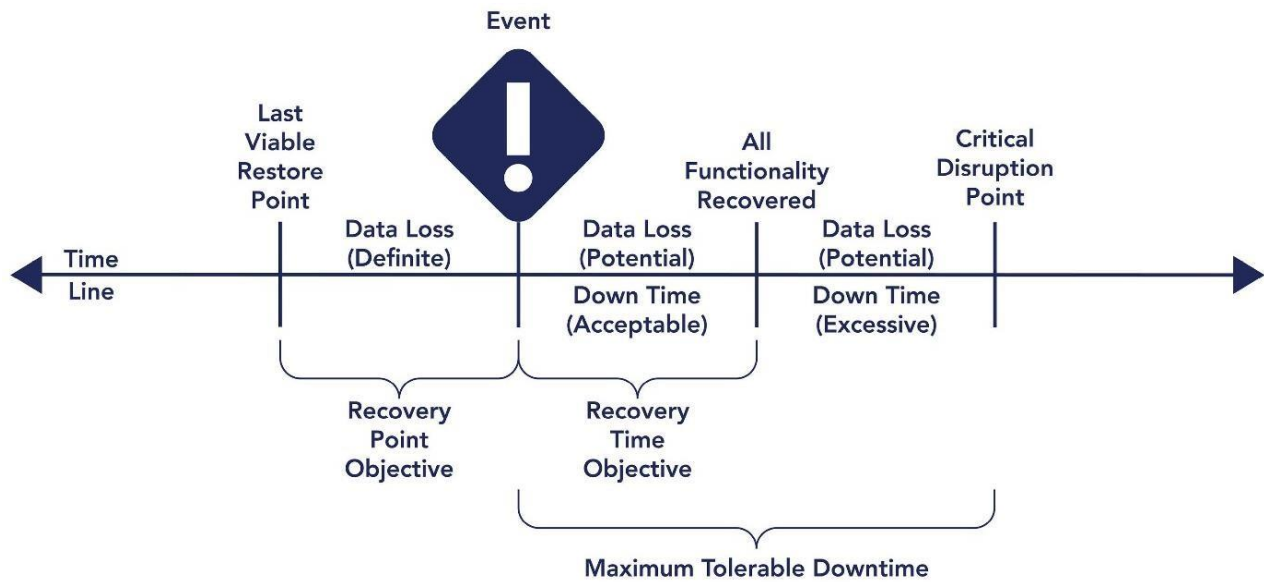 Event
Last
Viable
Restore
Point
All
Functionality
Recovered
Critical
Disruption
Point
Data Loss
(Definite)
Data Loss
(Potential)
Data Loss
(Potential)
Time
Line
Down Time
(Acceptable)
Down Time
(Excessive)
Recovery
Point
Objective
Recovery
Time
Objective
Maximum Tolerable Downtime